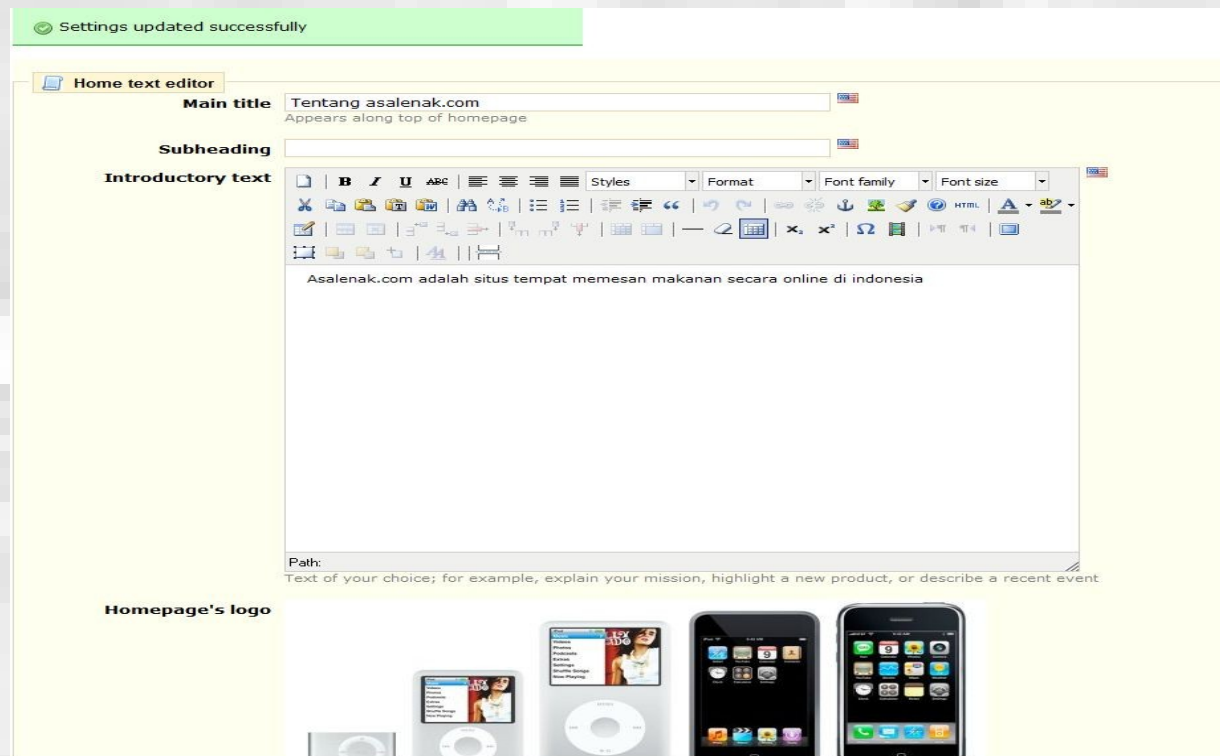 Settings updated successfully
Home text editor
Main title Tentang asalenak.com
Appears along top of homepage
Subheading
Introductory text
B I U ABC Styles Format Font family Font size
HTML A ab
Asalenak.com adalah situs tempat memesan makanan secara online di indonesia
Path:
Text of your choice; for example, explain your mission, highlight a new product, or describe a recent event
Homepage's logo